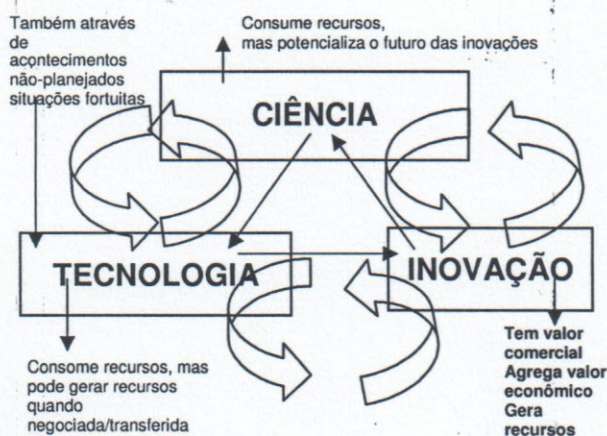 Também através
de
acontecimentos
não-planejados
situações fortuitas
Consume recursos,
mas potencializa o futuro das inovações
CIÊNCIA
TECNOLOGIA
INOVAÇÃO
Consome recursos, mas
pode gerar recursos
quando
negociada/transferida
Tem valor
comercial
Agrega valor
econômico
Gera
recursos